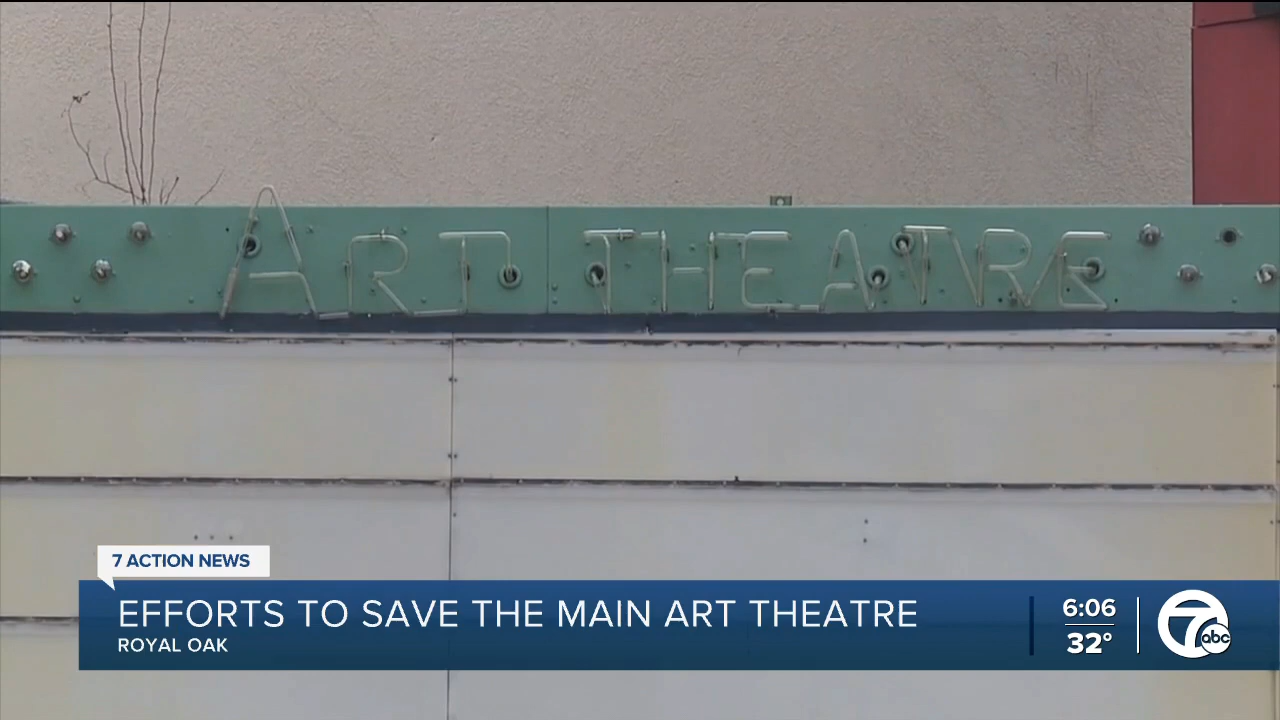 ART THEATRE
7 ACTION NEWS
EFFORTS TO SAVE THE MAIN ART THEATRE
ROYAL OAK
6:06
32°
7 abc